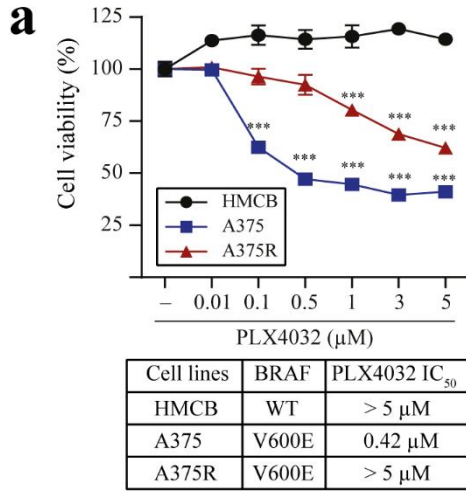 a
Cell viability (%)
125
100
75
50
25
*** *** *** *** ***
*** *** ***
HMCB
A375
A375R
– 0.01 0.1 0.5 1 3 5
PLX4032 (μM)
Cell lines BRAF PLX4032 IC50
HMCB WT > 5 μM
A375 V600E 0.42 μM
A375R V600E > 5 μM